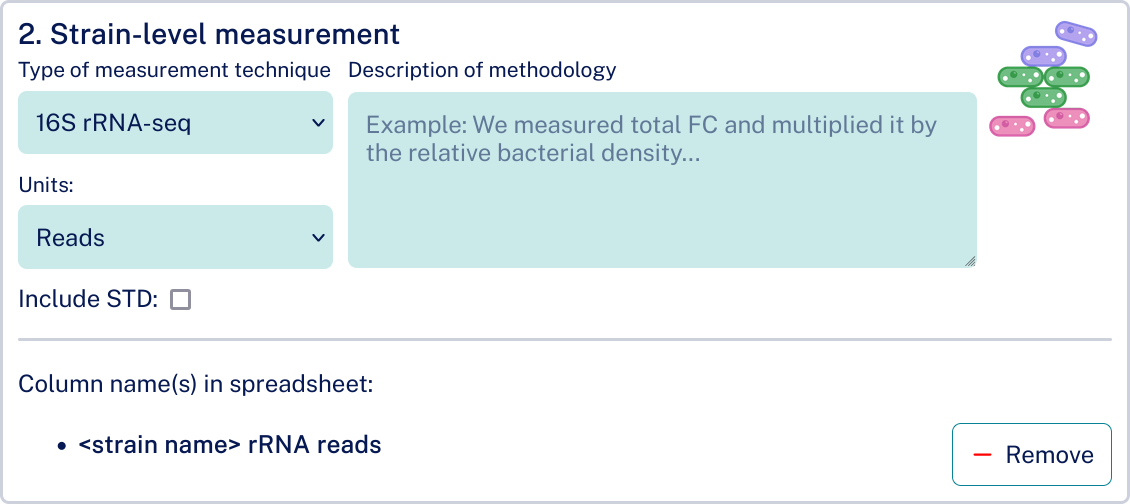 2. Strain-level measurement
Type of measurement technique
Description of methodology
16S rRNA-seq
Example: We measured total FC and multiplied it by
the relative bacterial density...
Units:
Reads
Include STD:
Column name(s) in spreadsheet:
• <strain name> rRNA reads
Remove